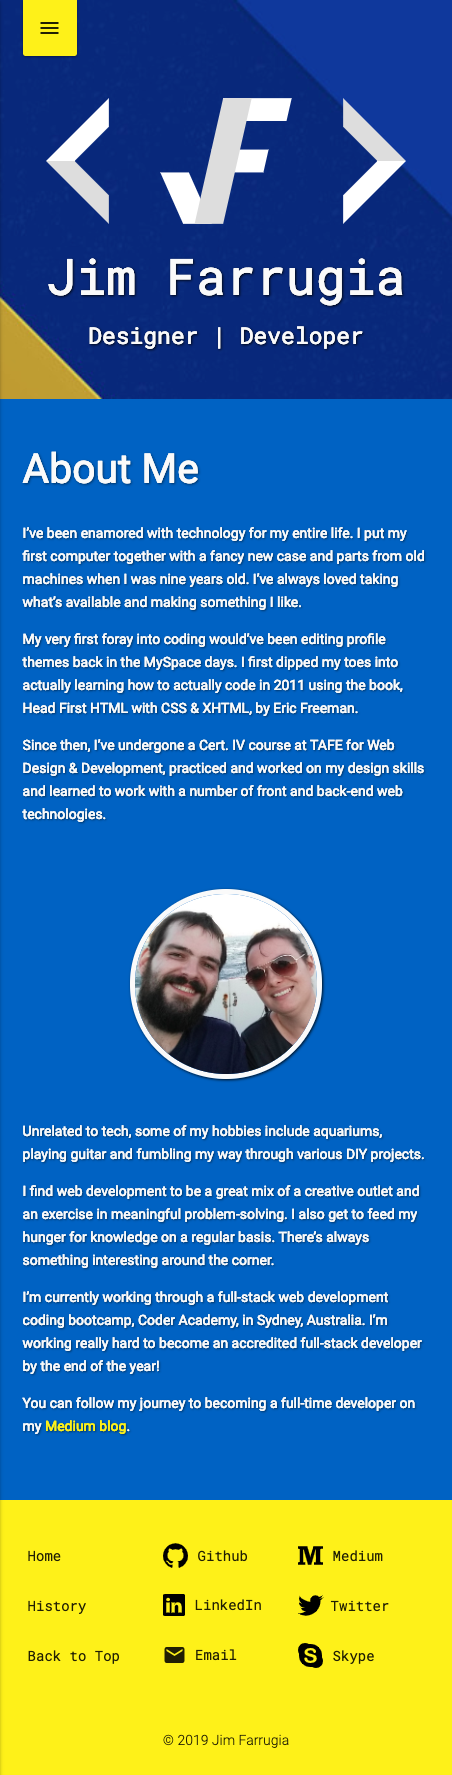 JF
Jim Farrugia
Designer | Developer
About Me
I've been enamored with technology for my entire life. I put my
first computer together with a fancy new case and parts from old
machines when I was nine years old. I've always loved taking
what's available and making something I like.
My very first foray into coding would've been editing profile
themes back in the MySpace days. I first dipped my toes into
actually learning how to actually code in 2011 using the book,
Head First HTML with CSS & XHTML, by Eric Freeman.
Since then, I've undergone a Cert. IV course at TAFE for Web
Design & Development, practiced and worked on my design skills
and learned to work with a number of front and back-end web
technologies.
Unrelated to tech, some of my hobbies include aquariums,
playing guitar and fumbling my way through various DIY projects.
I find web development to be a great mix of a creative outlet and
an exercise in meaningful problem-solving. I also get to feed my
hunger for knowledge on a regular basis. There's always
something interesting around the corner.
I'm currently working through a full-stack web development
coding bootcamp, Coder Academy, in Sydney, Australia. I'm
working really hard to become an accredited full-stack developer
by the end of the year!
You can follow my journey to becoming a full-time developer on
my Medium blog.
Home Github Medium
History LinkedIn Twitter
Back to Top Email Skype
© 2019 Jim Farrugia